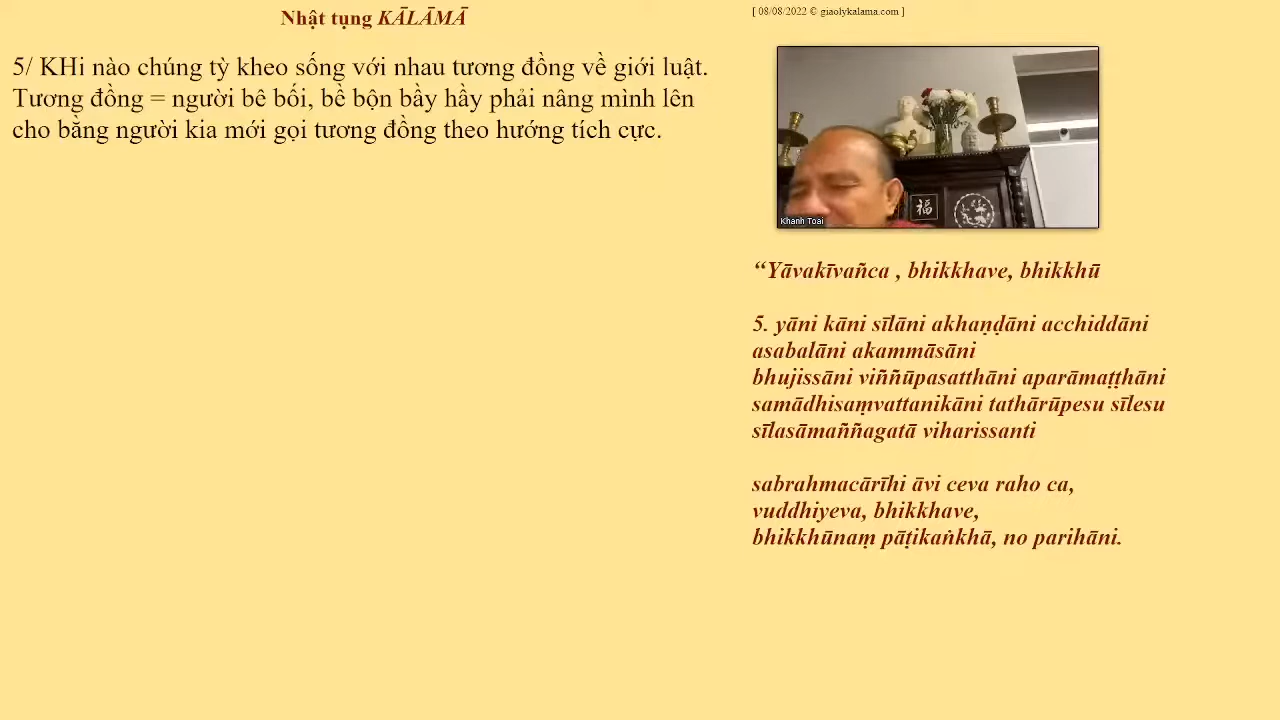 Nhật tụng KĀLĀMĀ
[ 08/08/2022 © giaolykalama.com ]
5/ KHi nào chúng tỳ kheo sống với nhau tương đồng về giới luật.
Tương đồng = người bê bối, bề bộn bầy hầy phải nâng mình lên
cho bằng người kia mới gọi tương đồng theo hướng tích cực.
福
Khanh Toai
“Yāvakīvañca , bhikkhave, bhikkhū
5. yāni kāni sīlāni akhaṇḍāni acchiddāni
asabalāni akammāsāni
bhujissāni viññūpasatthāni aparāmaṭṭhāni
samādhisaṃvattanikāni tathārūpesu sīlesu
sīlasāmaññagatā viharissanti
sabrahmacārīhi āvi ceva raho ca,
vuddhiyeva, bhikkhave,
bhikkhūnaṃ pāṭikaṅkhā, no parihāni.